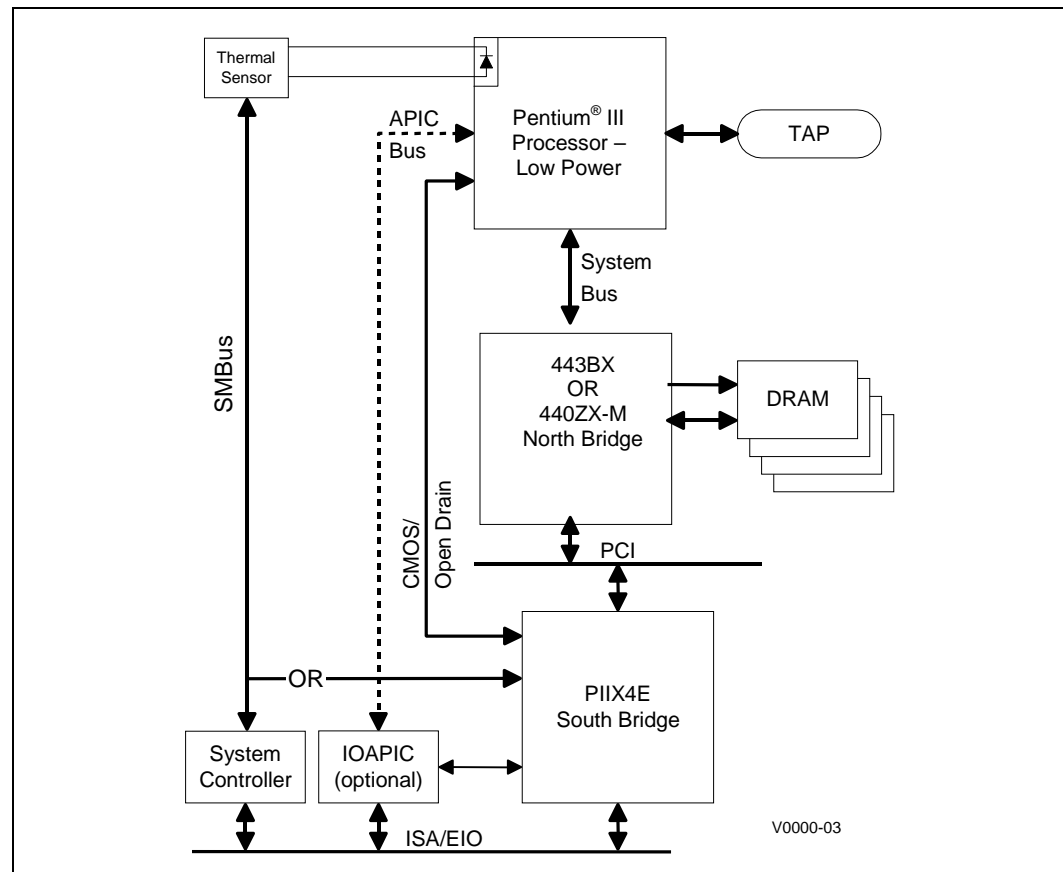 Thermal
Sensor
APIC
Bus
Pentium® III
Processor –
Low Power
TAP
System
Bus
SMBus
443BX
OR
440ZX-M
North Bridge
DRAM
CMOS/
Open Drain
PCI
OR
PIIX4E
South Bridge
System
Controller
IOAPIC
(optional)
ISA/EIO
V0000-03